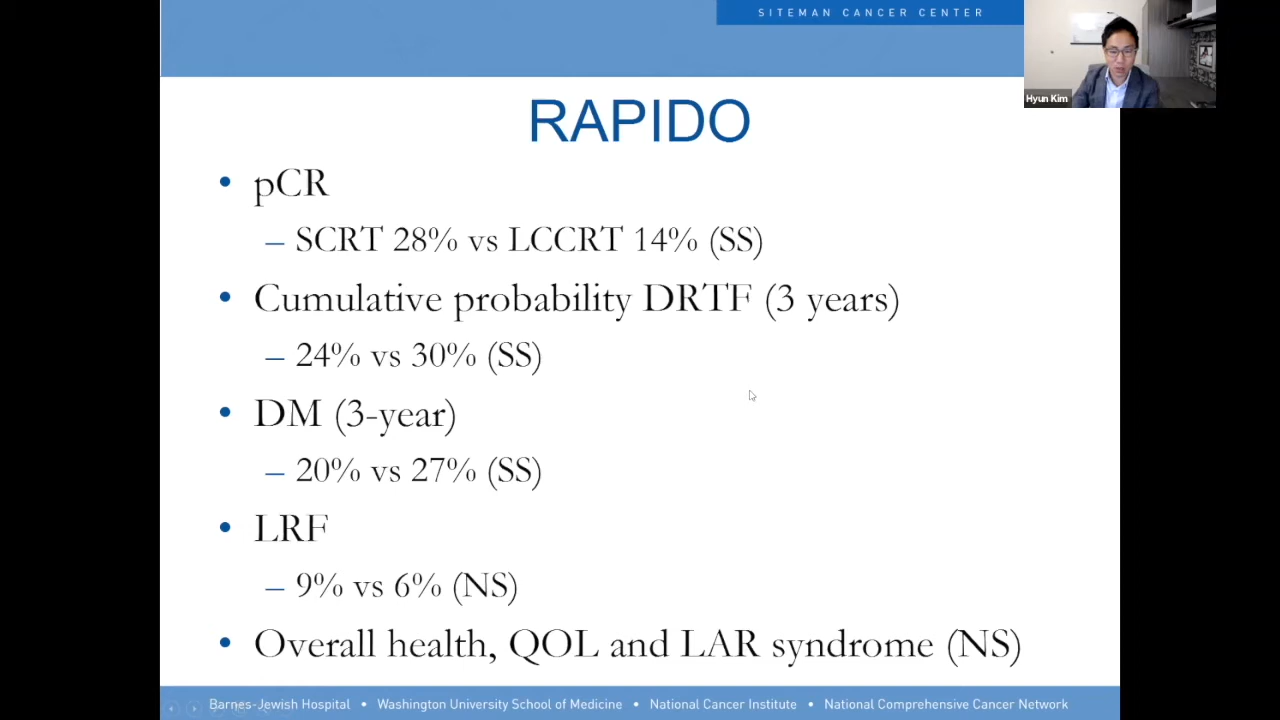 SITEMAN CANCER CENTER
Hyun Kim
RAPIDO
• pCR
– SCRT 28% vs LCCRT 14% (SS)
• Cumulative probability DRTF (3 years)
– 24% vs 30% (SS)
• DM (3-year)
– 20% vs 27% (SS)
• LRF
– 9% vs 6% (NS)
• Overall health, QOL and LAR syndrome (NS)
Barnes-Jewish Hospital • Washington University School of Medicine • National Cancer Institute • National Comprehensive Cancer Network